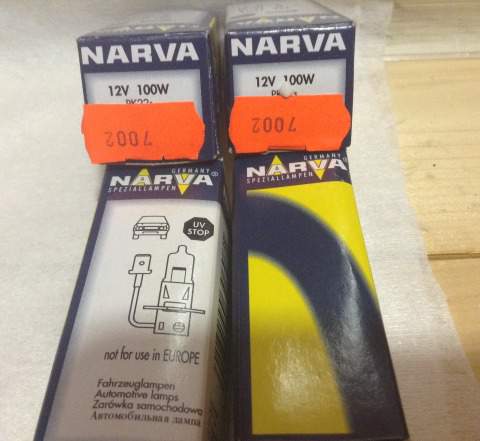 NARVA
12V 100W
PK22s
7002
GERMANY
NARVA
SPEZIALLAMPEN
UV
STOP
not for use in EUROPE
Fahrzeuglampen
Automotive lamps
Żarówka samochodowa
Автомобильная лампа
NARVA
12V 100W
7002
GERMANY
NARVA
SPEZIALLAMPEN